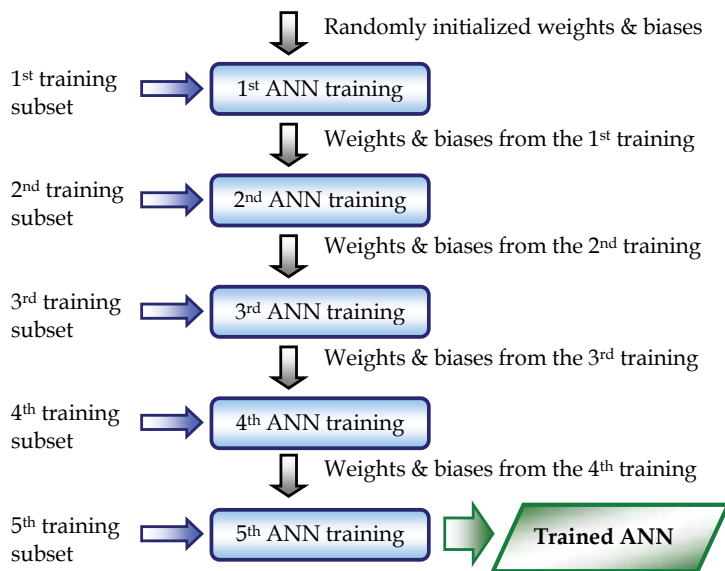 Randomly initialized weights & biases
1st training
subset
1st ANN training
Weights & biases from the 1st training
2nd training
subset
2nd ANN training
Weights & biases from the 2nd training
3rd training
subset
3rd ANN training
Weights & biases from the 3rd training
4th training
subset
4th ANN training
Weights & biases from the 4th training
5th training
subset
5th ANN training
Trained ANN